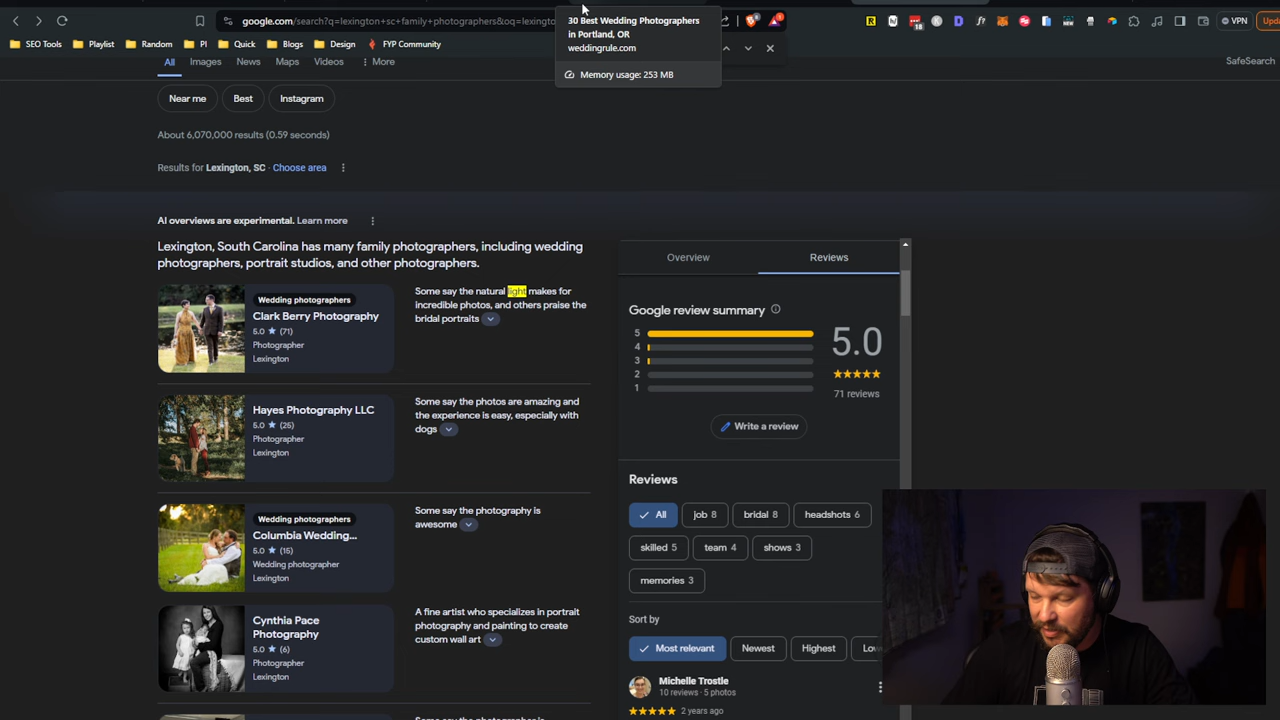 google.com/search?q=lexington+sc+family+photographers&oq=lexingto
30 Best Wedding Photographers
in Portland, OR
weddingrule.com
Memory usage: 253 MB
18
VPN
Upda
SEO Tools
Playlist
Random
PI
Quick
Blogs
Design
FYP Community
All
Images
News
Maps
Videos
More
SafeSearch
Near me
Best
Instagram
About 6,070,000 results (0.59 seconds)
Results for Lexington, SC · Choose area
AI overviews are experimental. Learn more
Lexington, South Carolina has many family photographers, including wedding
photographers, portrait studios, and other photographers.
Wedding photographers
Clark Berry Photography
5.0 ★ (71)
Photographer
Lexington
Some say the natural light makes for
incredible photos, and others praise the
bridal portraits
Hayes Photography LLC
5.0 ★ (25)
Photographer
Lexington
Some say the photos are amazing and
the experience is easy, especially with
dogs
Wedding photographers
Columbia Wedding...
5.0 ★ (15)
Wedding photographer
Lexington
Some say the photography is
awesome
Cynthia Pace
Photography
5.0 ★ (6)
Photographer
Lexington
A fine artist who specializes in portrait
photography and painting to create
custom wall art
Overview
Reviews
Google review summary
5
4
3
2
1
5.0
71 reviews
Write a review
Reviews
All
job 8
bridal 8
headshots 6
skilled 5
team 4
shows 3
memories 3
Sort by
Most relevant
Newest
Highest
Low
Michelle Trostle
10 reviews · 5 photos
2 years ago